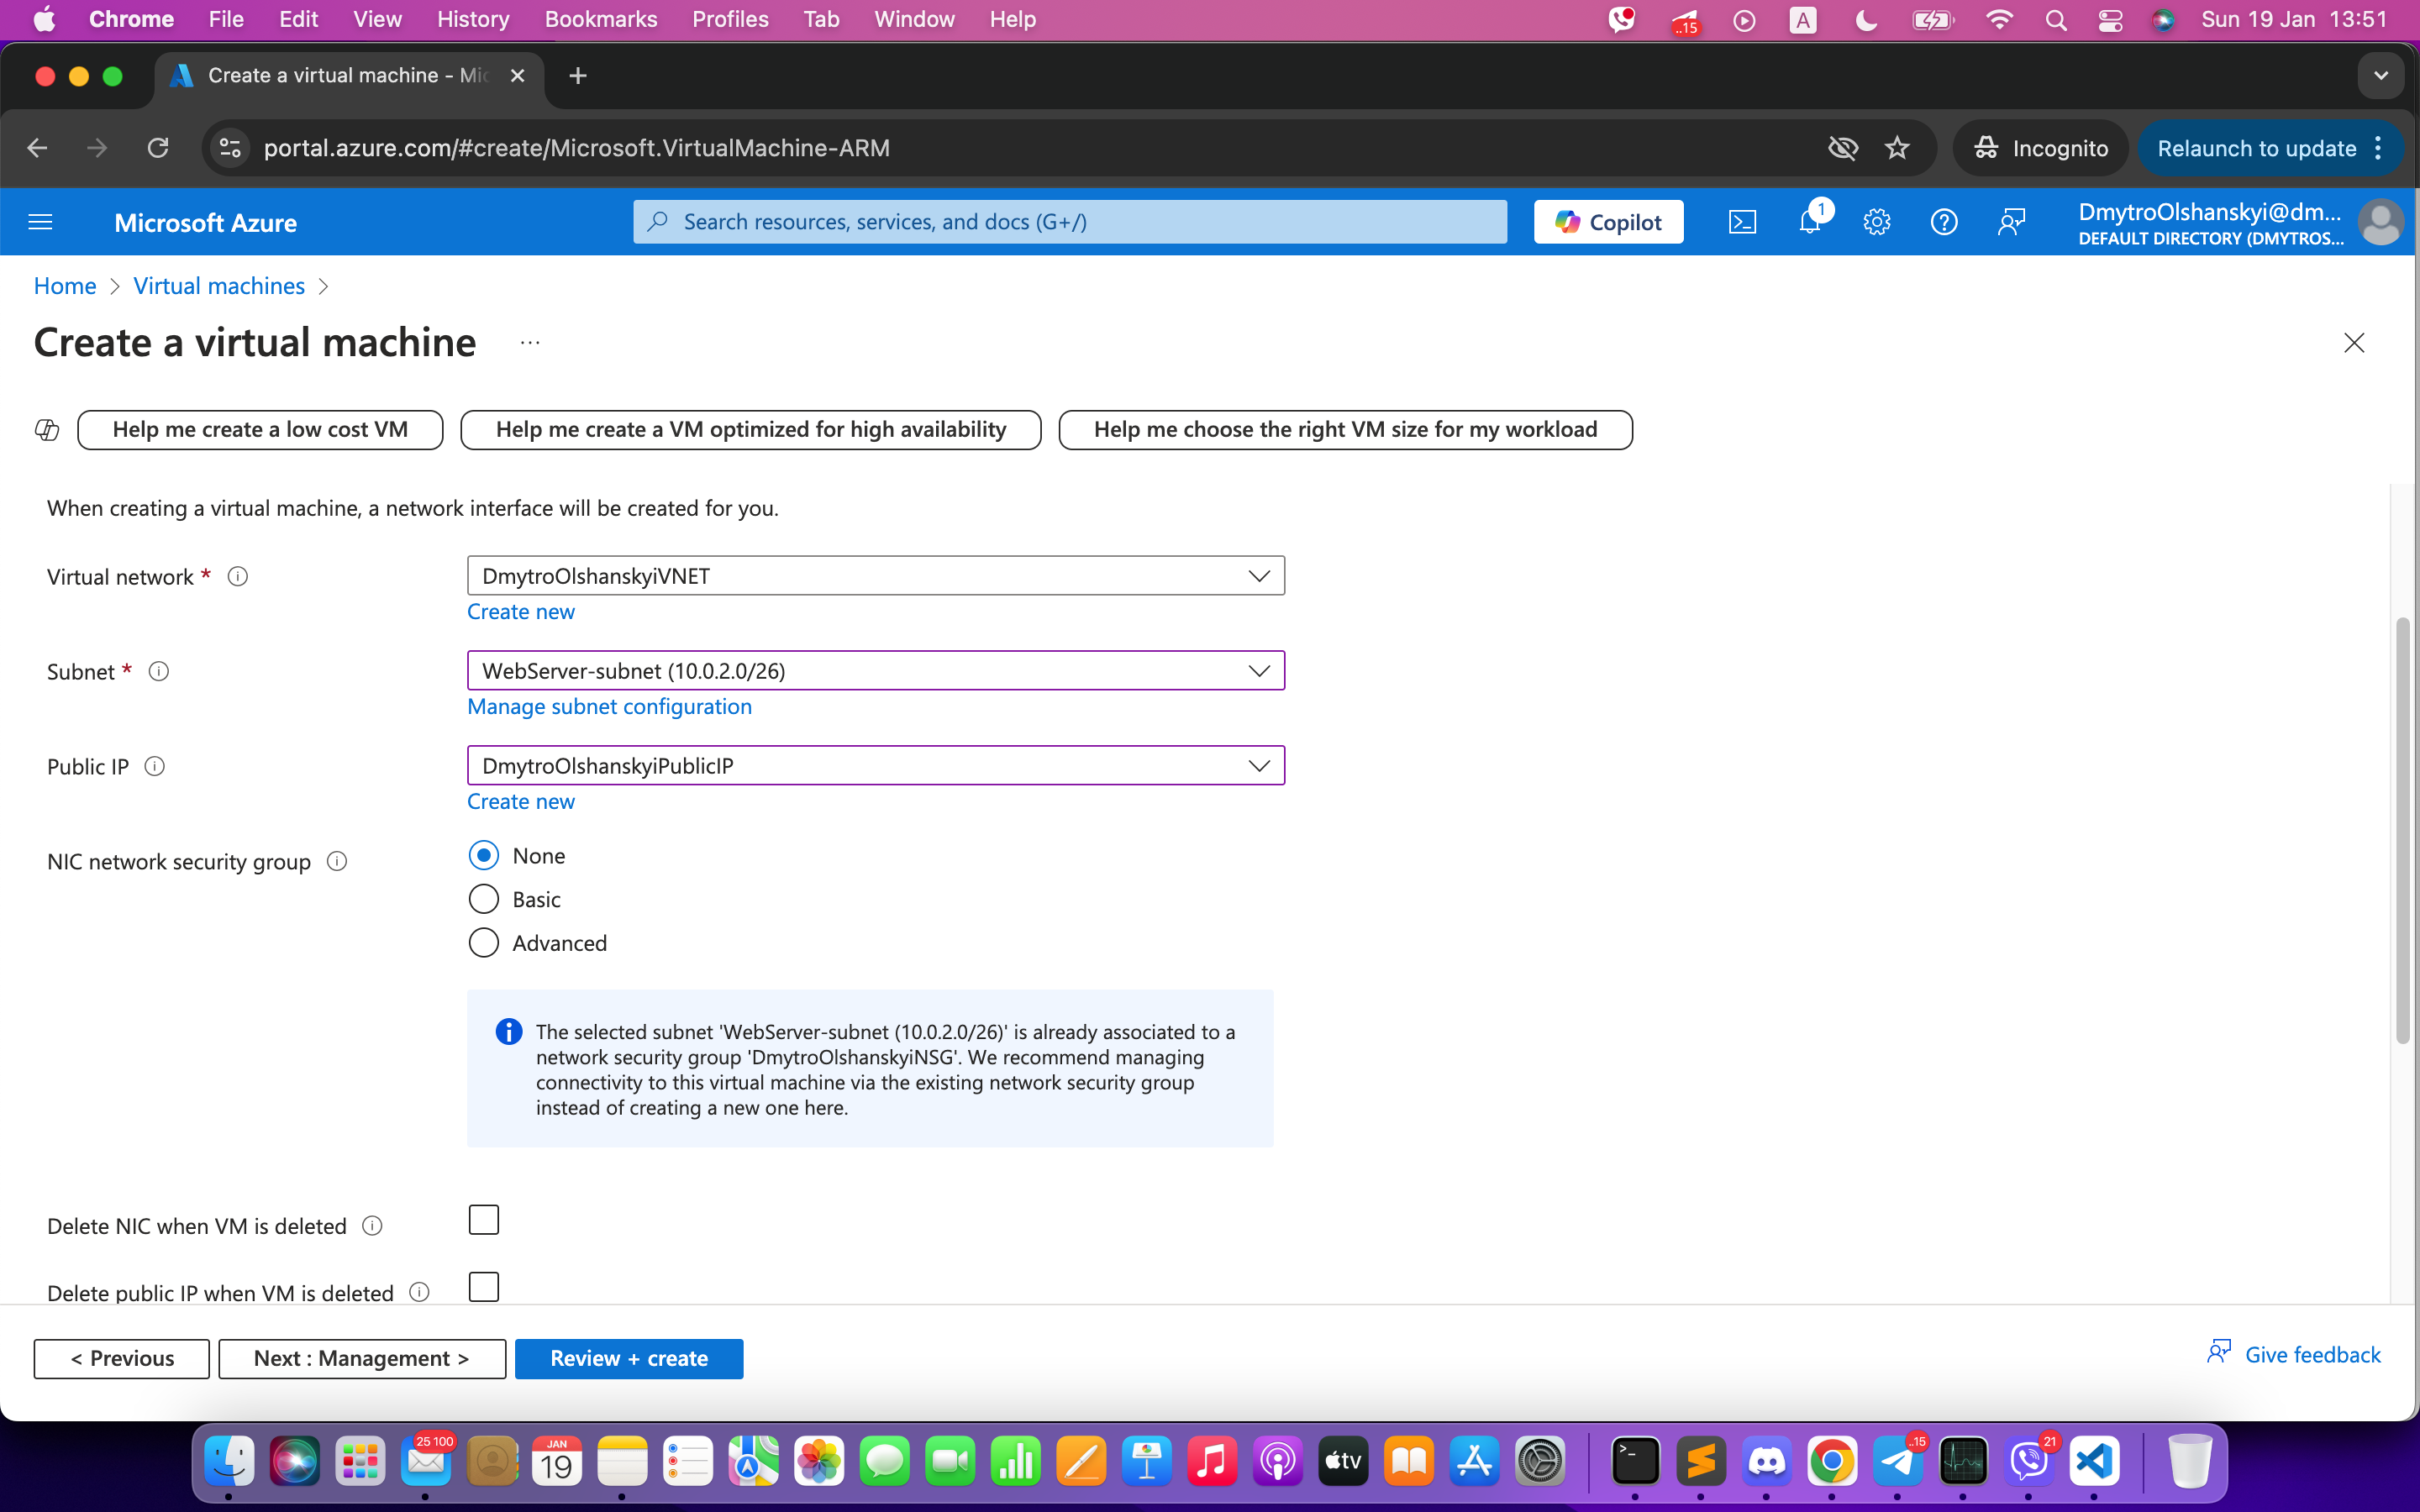 Chrome File Edit View History Bookmarks Profiles Tab Window Help
..15
A
Sun 19 Jan 13:51
Create a virtual machine - Mic
portal.azure.com/#create/Microsoft.VirtualMachine-ARM
Incognito
Relaunch to update
Microsoft Azure
Search resources, services, and docs (G+/)
Copilot
1
DmytroOlshanskyi@dm...
DEFAULT DIRECTORY (DMYTROS...
Home > Virtual machines >
Create a virtual machine ...
Help me create a low cost VM
Help me create a VM optimized for high availability
Help me choose the right VM size for my workload
When creating a virtual machine, a network interface will be created for you.
Virtual network *
DmytroOlshanskyiVNET
Create new
Subnet *
WebServer-subnet (10.0.2.0/26)
Manage subnet configuration
Public IP
DmytroOlshanskyiPublicIP
Create new
NIC network security group
None
Basic
Advanced
The selected subnet 'WebServer-subnet (10.0.2.0/26)' is already associated to a
network security group 'DmytroOlshanskyiNSG'. We recommend managing
connectivity to this virtual machine via the existing network security group
instead of creating a new one here.
Delete NIC when VM is deleted
Delete public IP when VM is deleted
< Previous
Next : Management >
Review + create
Give feedback
25 100
JAN
19
tv
..15
21